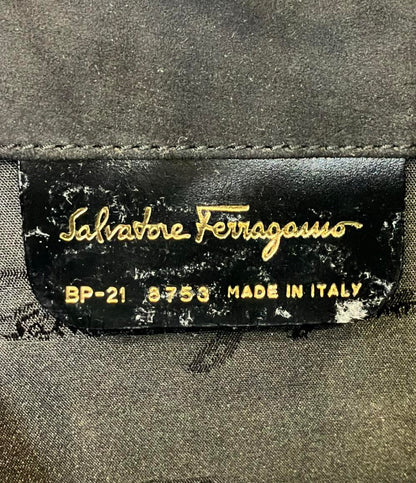 Salvatore Ferragamo
BP-21 8753 MADE IN ITALY